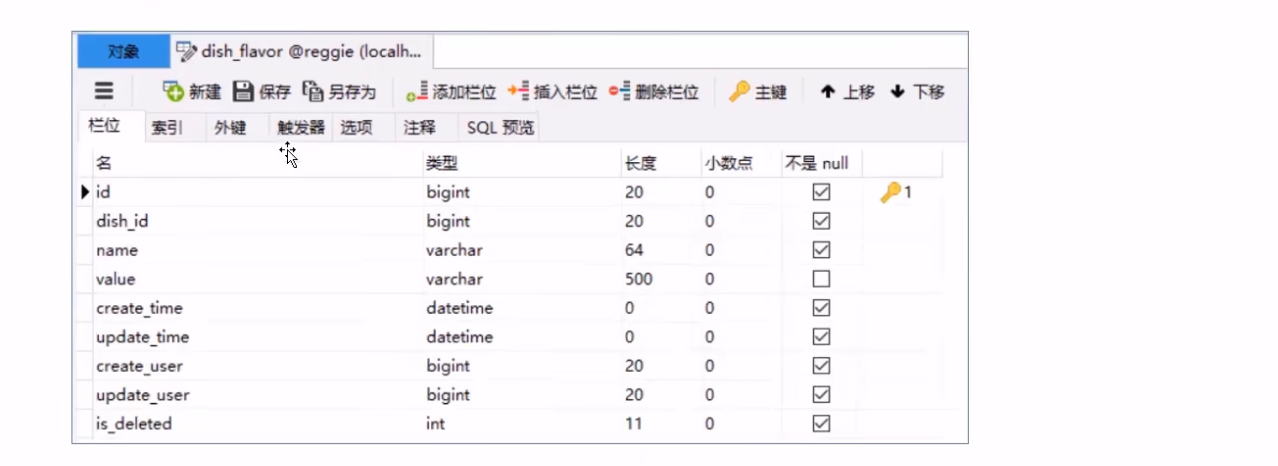 对象 dish_flavor @reggie (localh...
新建 保存 另存为 添加栏位 插入栏位 删除栏位 主键 上移 下移
栏位 索引 外键 触发器 选项 注释 SQL 预览
名 类型 长度 小数点 不是 null
id bigint 20 0 1
dish_id bigint 20 0
name varchar 64 0
value varchar 500 0
create_time datetime 0 0
update_time datetime 0 0
create_user bigint 20 0
update_user bigint 20 0
is_deleted int 11 0